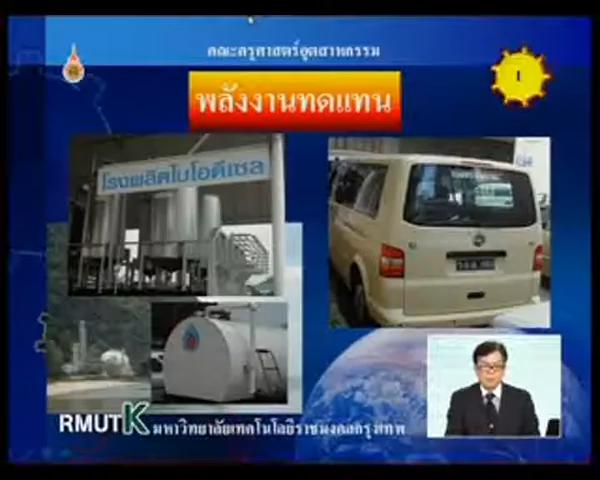 คณะครุศาสตร์อุตสาหกรรม
1
พลังงานทดแทน
โรงผลิตไบโอดีเซล
RMUTK มหาวิทยาลัยเทคโนโลยีราชมงคลกรุงเทพ